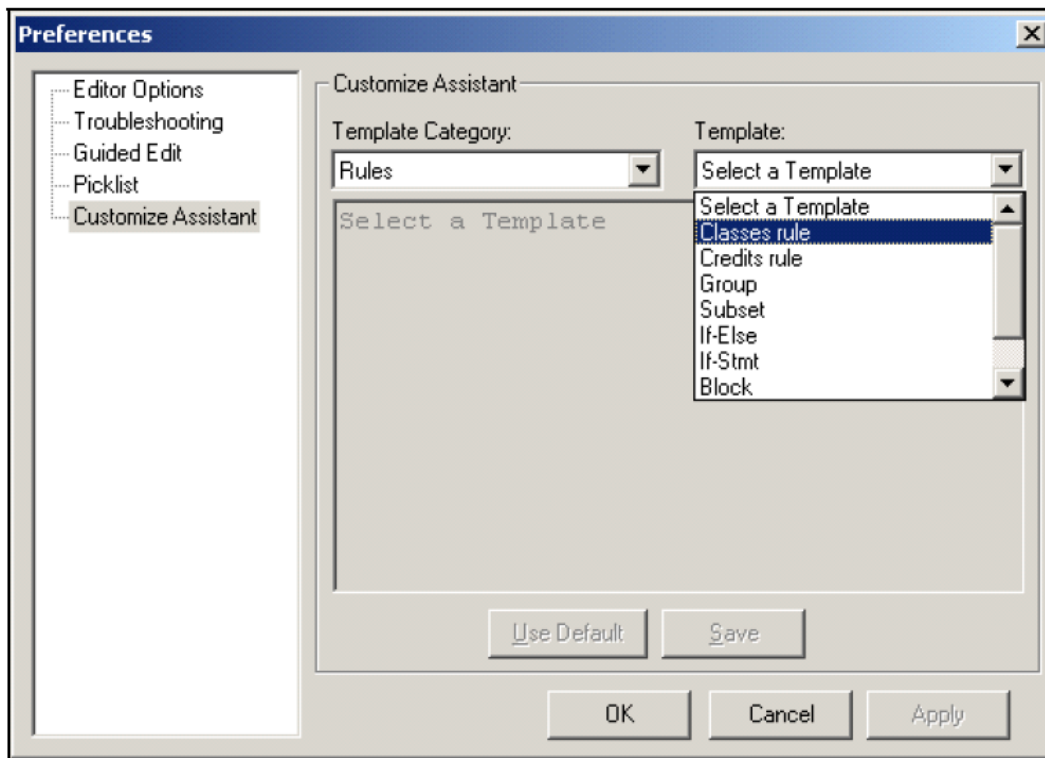 Preferences
Editor Options
Troubleshooting
Guided Edit
Picklist
Customize Assistant
Customize Assistant
Template Category:
Rules
Template:
Select a Template
Select a Template
Classes rule
Credits rule
Group
Subset
If-Else
If-Stmt
Block
Select a Template
Use Default
Save
OK
Cancel
Apply